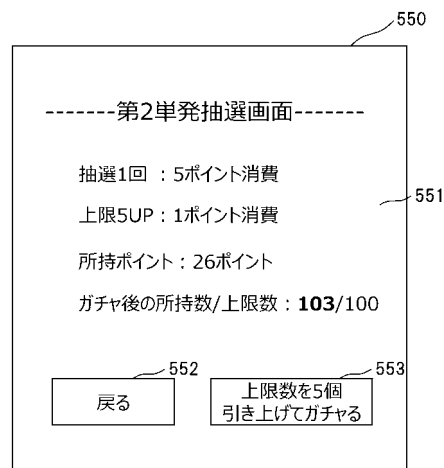 550
-------第2単発抽選画面-------
抽選1回 : 5ポイント消費
551
上限5UP : 1ポイント消費
所持ポイント : 26ポイント
ガチャ後の所持数/上限数 : 103/100
552
553
戻る
上限数を5個
引き上げてガチャる